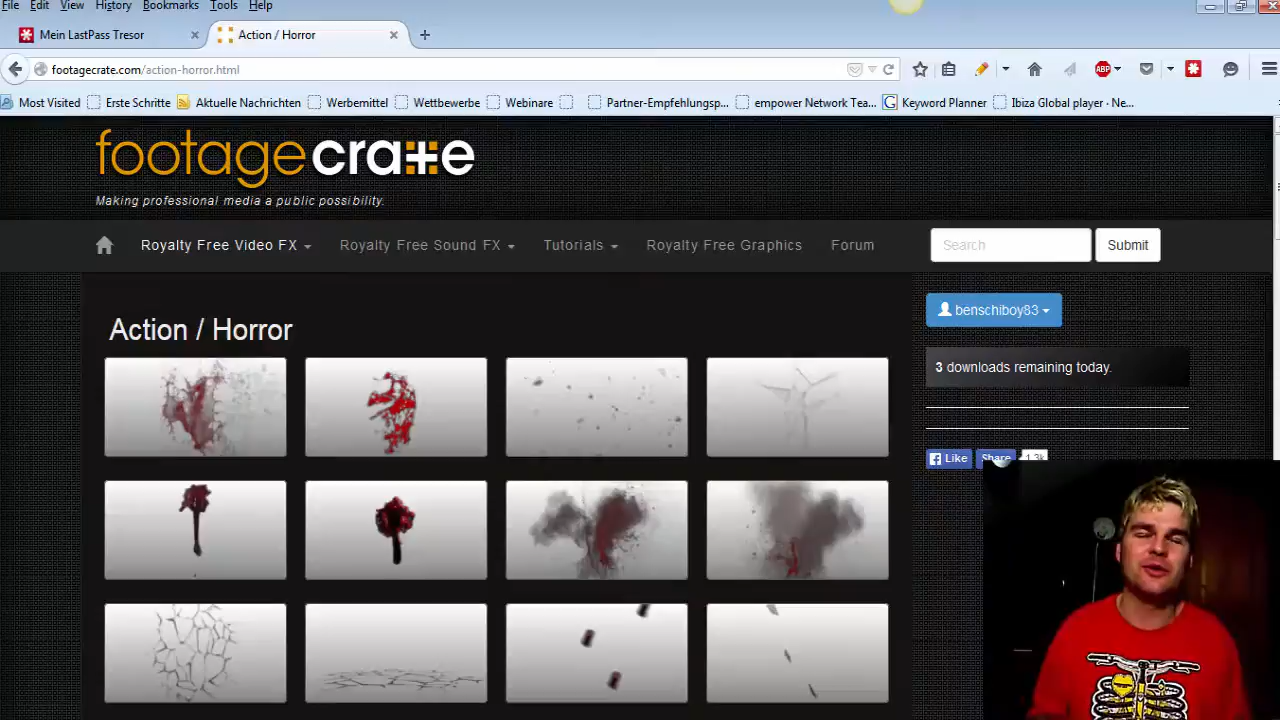 File Edit View History Bookmarks Tools Help
Mein LastPass Tresor × Action / Horror × +
footagecrate.com/action-horror.html
ABP
Most Visited Erste Schritte Aktuelle Nachrichten Werbemittel Wettbewerbe Webinare Partner-Empfehlungsp... empower Network Tea... Keyword Planner Ibiza Global player - Ne...
footagecrate
Making professional media a public possibility.
Royalty Free Video FX Royalty Free Sound FX Tutorials Royalty Free Graphics Forum Search Submit
benschiboy83
Action / Horror
3 downloads remaining today.
Like Share 1.3k